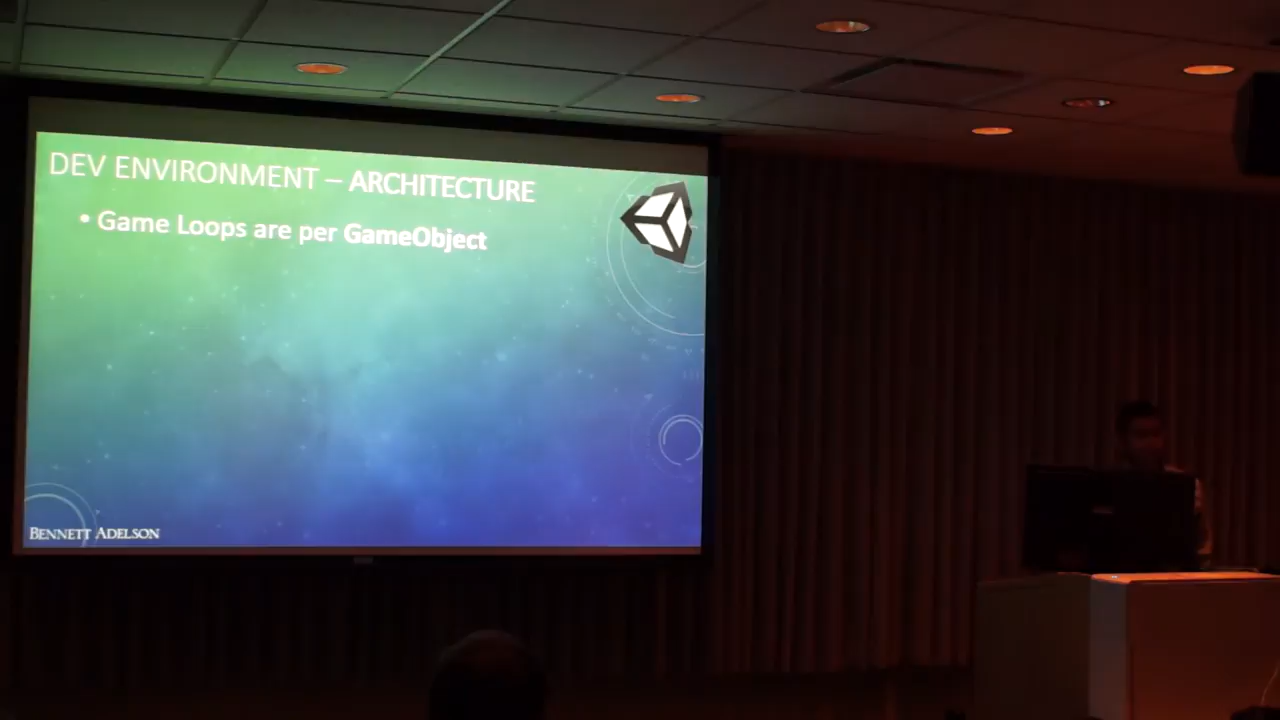 DEV ENVIRONMENT – ARCHITECTURE
• Game Loops are per GameObject
BENNETT ADELSON